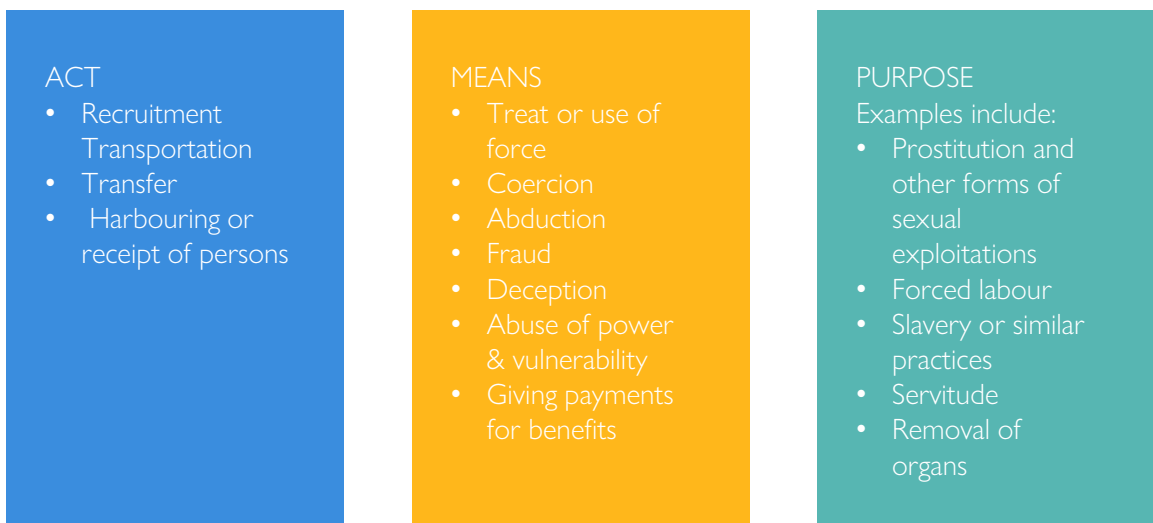 ACT
• Recruitment
Transportation
• Transfer
• Harbouring or
receipt of persons
MEANS
• Treat or use of
force
• Coercion
• Abduction
• Fraud
• Deception
• Abuse of power
& vulnerability
• Giving payments
for benefits
PURPOSE
Examples include:
• Prostitution and
other forms of
sexual
exploitations
• Forced labour
• Slavery or similar
practices
• Servitude
• Removal of
organs